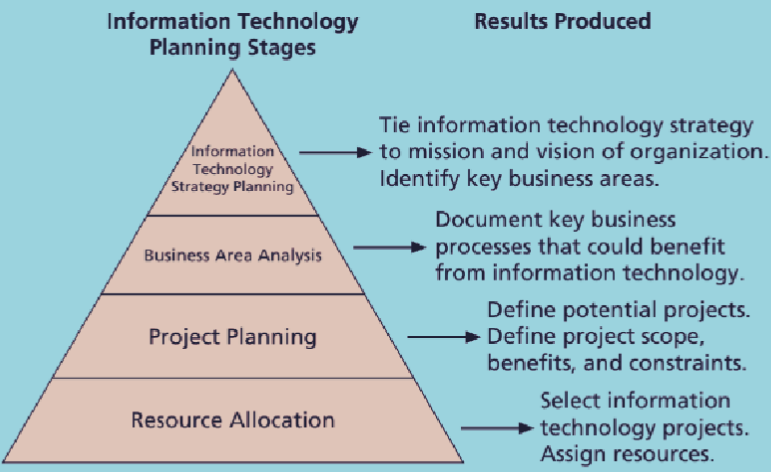 Information Technology
Planning Stages
Results Produced
Information
Technology
Strategy Planning
Tie information technology strategy
to mission and vision of organization.
Identify key business areas.
Business Area Analysis
Document key business
processes that could benefit
from information technology.
Project Planning
Define potential projects.
Define project scope,
benefits, and constraints.
Resource Allocation
Select information
technology projects.
Assign resources.